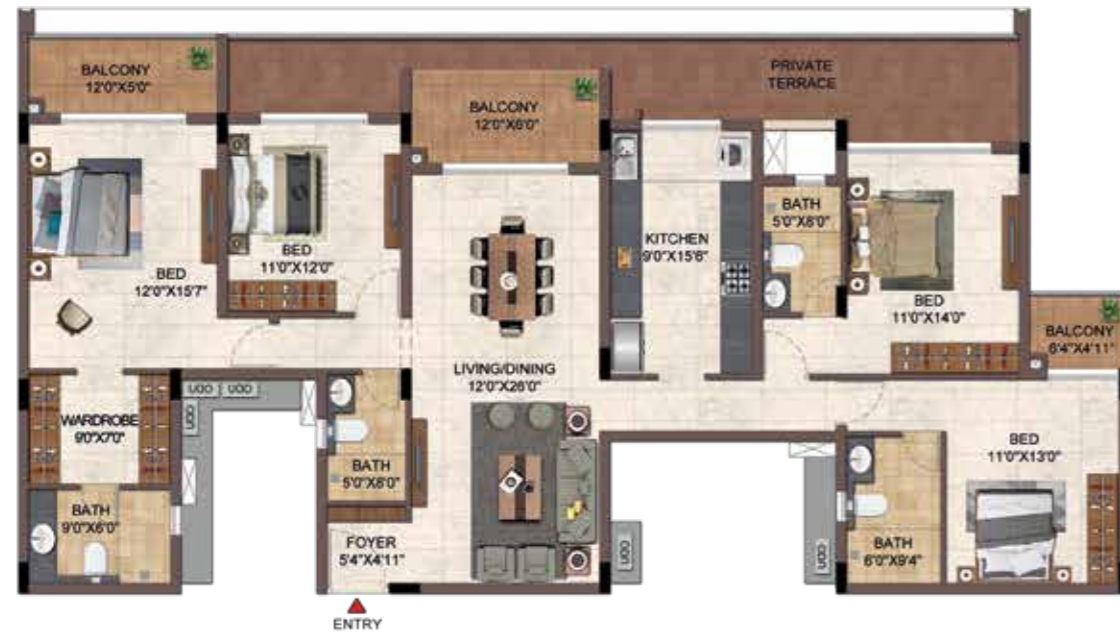 BALCONY
12'0"X5'0"
BALCONY
12'0"X6'0"
PRIVATE
TERRACE
BED
12'0"X15'7"
BED
11'0"X12'0"
KITCHEN
9'0"X15'6"
BATH
5'0"X8'0"
BED
11'0"X14'0"
BALCONY
6'4"X4'11"
LIVING/DINING
12'0"X26'0"
WARDROBE
9'0"X7'0"
BATH
9'0"X6'0"
BATH
5'0"X8'0"
FOYER
5'4"X4'11"
BED
11'0"X13'0"
BATH
6'0"X9'4"
ENTRY